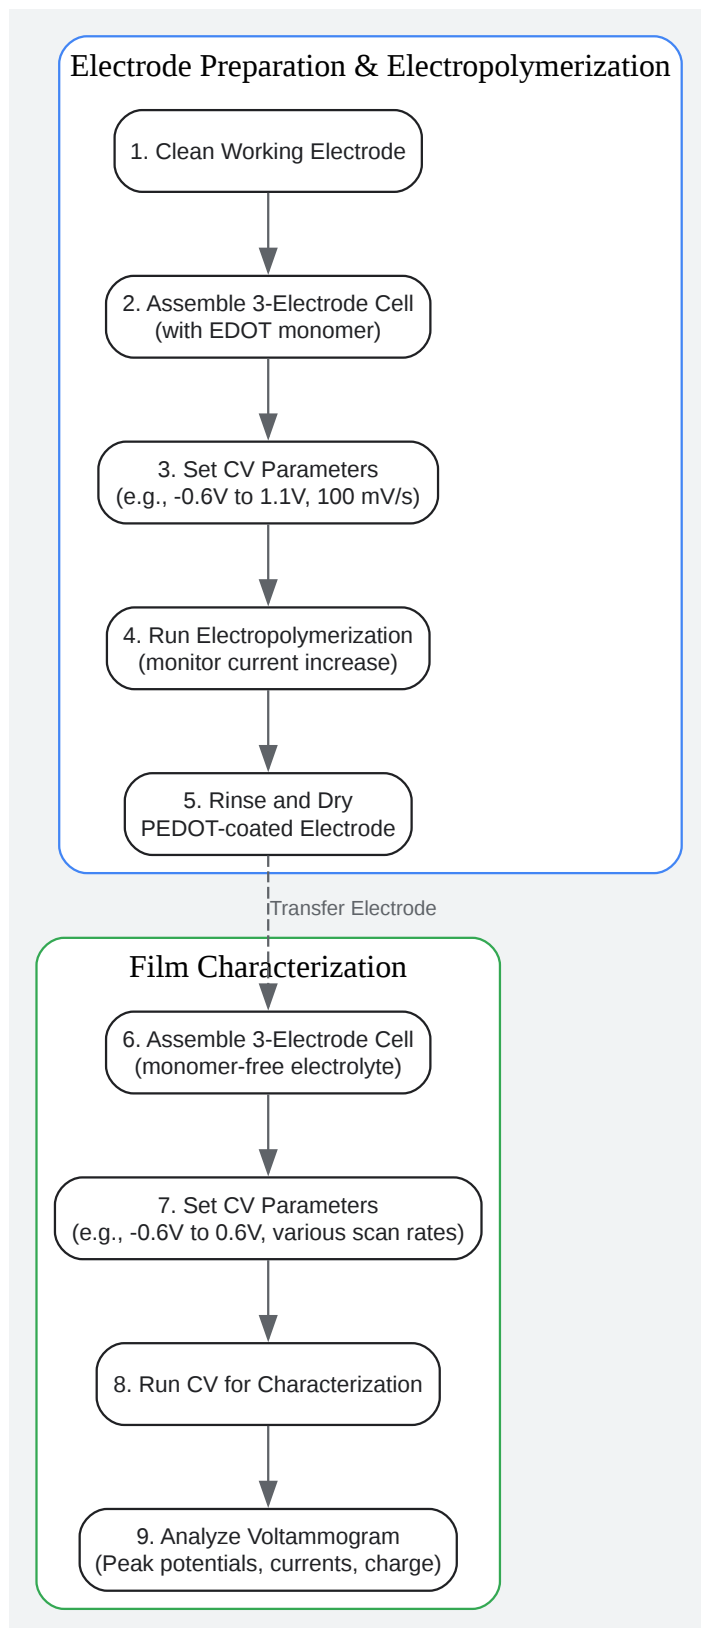 Electrode Preparation & Electropolymerization
1. Clean Working Electrode
2. Assemble 3-Electrode Cell
(with EDOT monomer)
3. Set CV Parameters
(e.g., -0.6V to 1.1V, 100 mV/s)
4. Run Electropolymerization
(monitor current increase)
5. Rinse and Dry
PEDOT-coated Electrode
Transfer Electrode
Film Characterization
6. Assemble 3-Electrode Cell
(monomer-free electrolyte)
7. Set CV Parameters
(e.g., -0.6V to 0.6V, various scan rates)
8. Run CV for Characterization
9. Analyze Voltammogram
(Peak potentials, currents, charge)